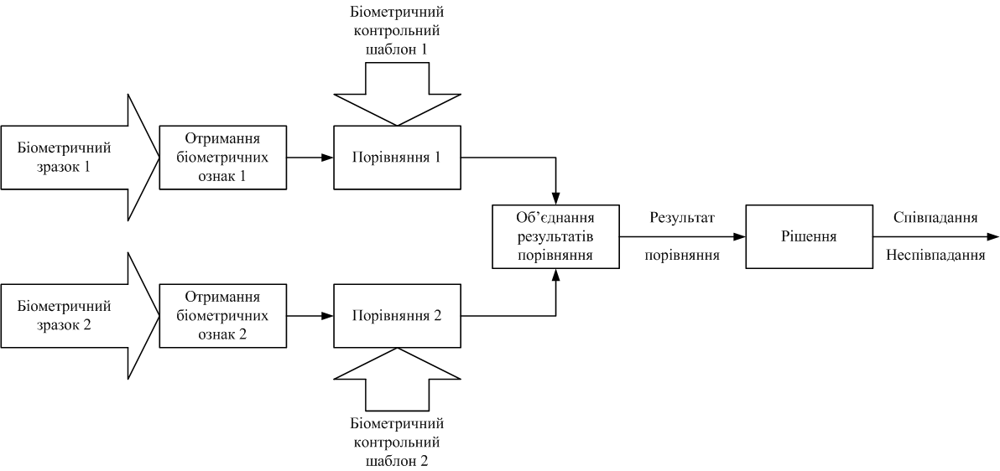 Біометричний
контрольний
шаблон 1
Біометричний
зразок 1
Отримання
біометричних
ознак 1
Порівняння 1
Об’єднання
результатів
порівняння
Результат
порівняння
Рішення
Співпадання
Неспівпадання
Біометричний
зразок 2
Отримання
біометричних
ознак 2
Порівняння 2
Біометричний
контрольний
шаблон 2